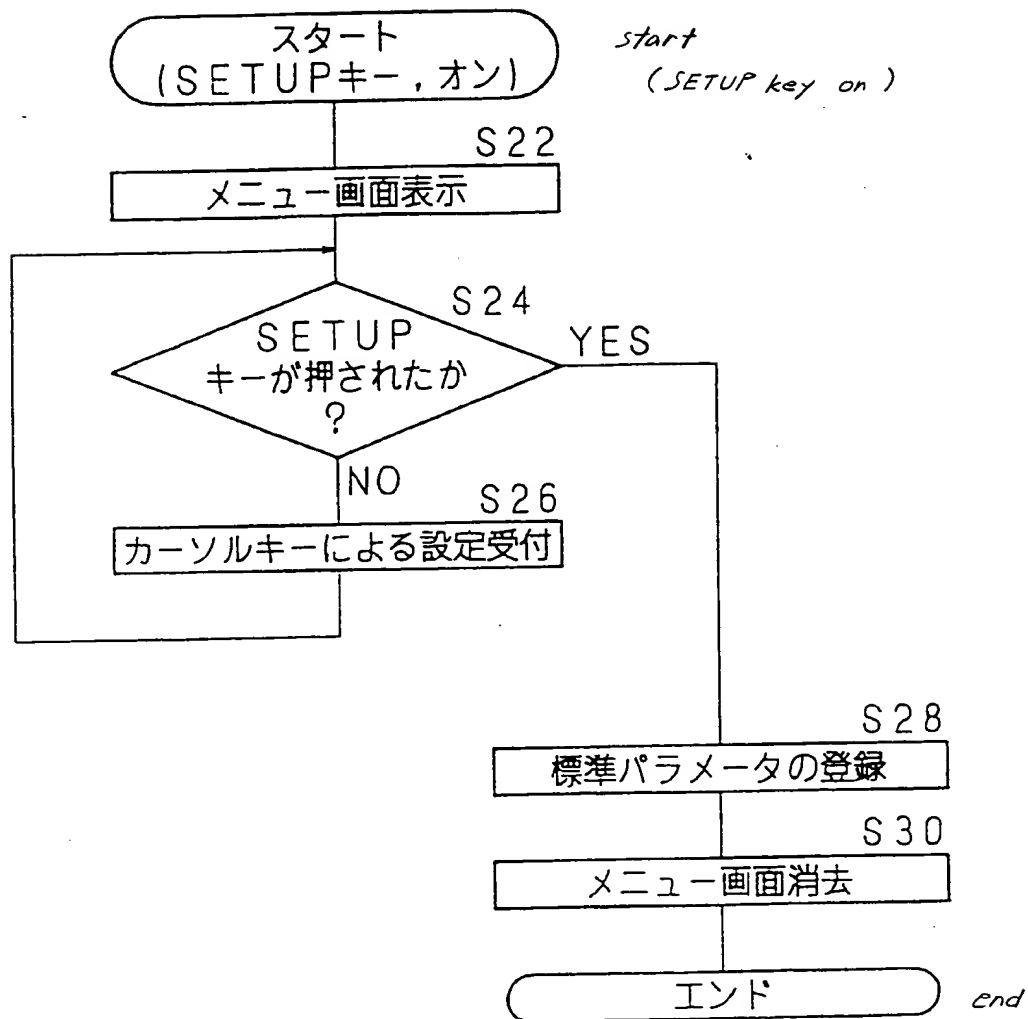 スタート
(SETUPキー,オン)
start
(SETUP key on)
S22
メニュー画面表示
S24
SETUP
キーが押されたか
?
YES
NO
S26
カーソルキーによる設定受付
S28
標準パラメータの登録
S30
メニュー画面消去
エンド
end